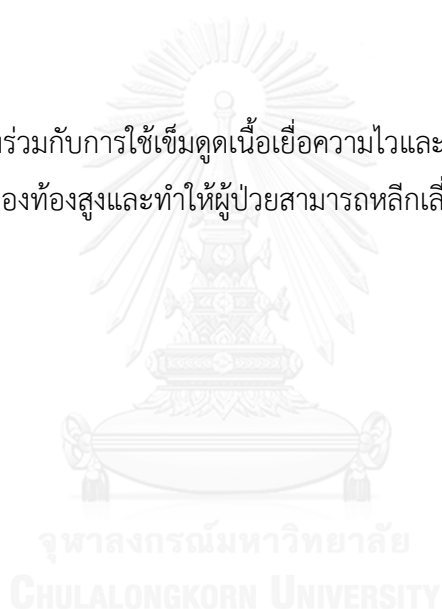 ร่วมกับการใช้เข็มดูดเนื้อเยื่อความไวและ
องท้องสูงและทำให้ผู้ป่วยสามารถหลีกเลี่
จุฬาลงกรณ์มหาวิทยาลัย
CHULALONGKORN UNIVERSITY